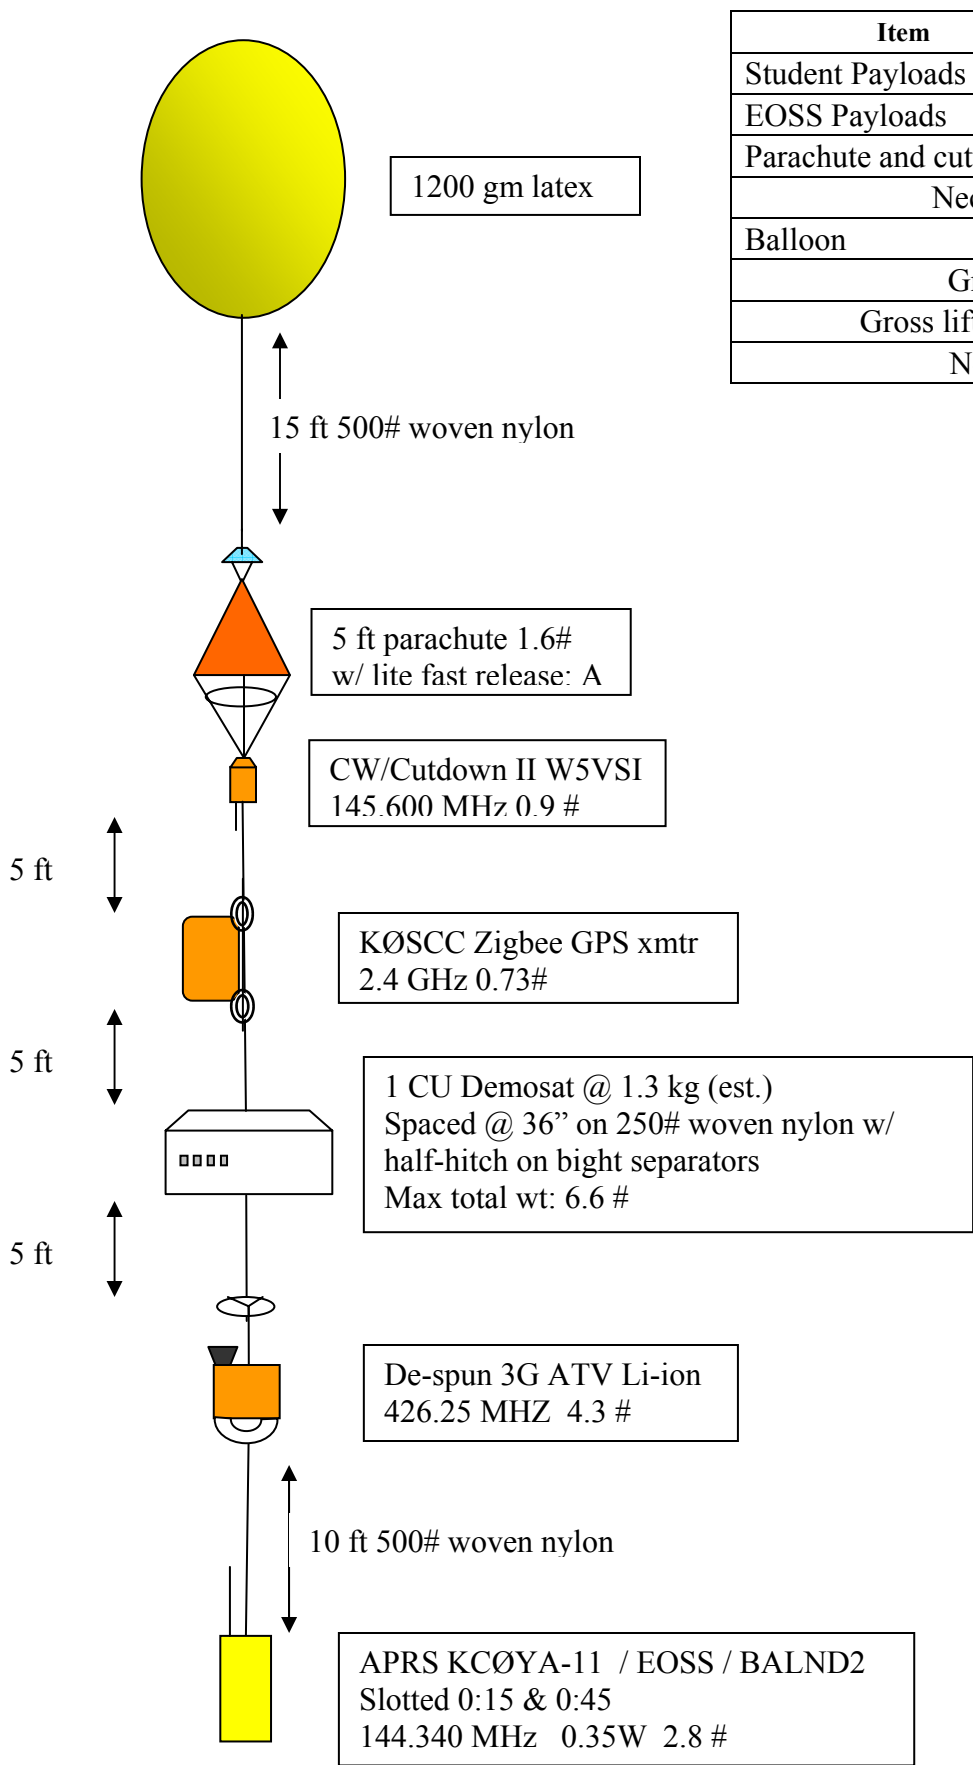 Item
Student Payloads
EOSS Payloads
Parachute and cut
Balloon
Gross
1200 gm latex
15 ft 500# woven nylon
5 ft parachute 1.6#
w/ lite fast release: A
CW/Cutdown II W5VSI
145.600 MHz 0.9 #
5 ft
KØSCC Zigbee GPS xmtr
2.4 GHz 0.73#
5 ft
1 CU Demosat @ 1.3 kg (est.)
Spaced @ 36” on 250# woven nylon w/
half-hitch on bight separators
Max total wt: 6.6 #
5 ft
De-spun 3G ATV Li-ion
426.25 MHZ 4.3 #
10 ft 500# woven nylon
APRS KCØYA-11 / EOSS / BALND2
Slotted 0:15 & 0:45
144.340 MHz 0.35W 2.8 #